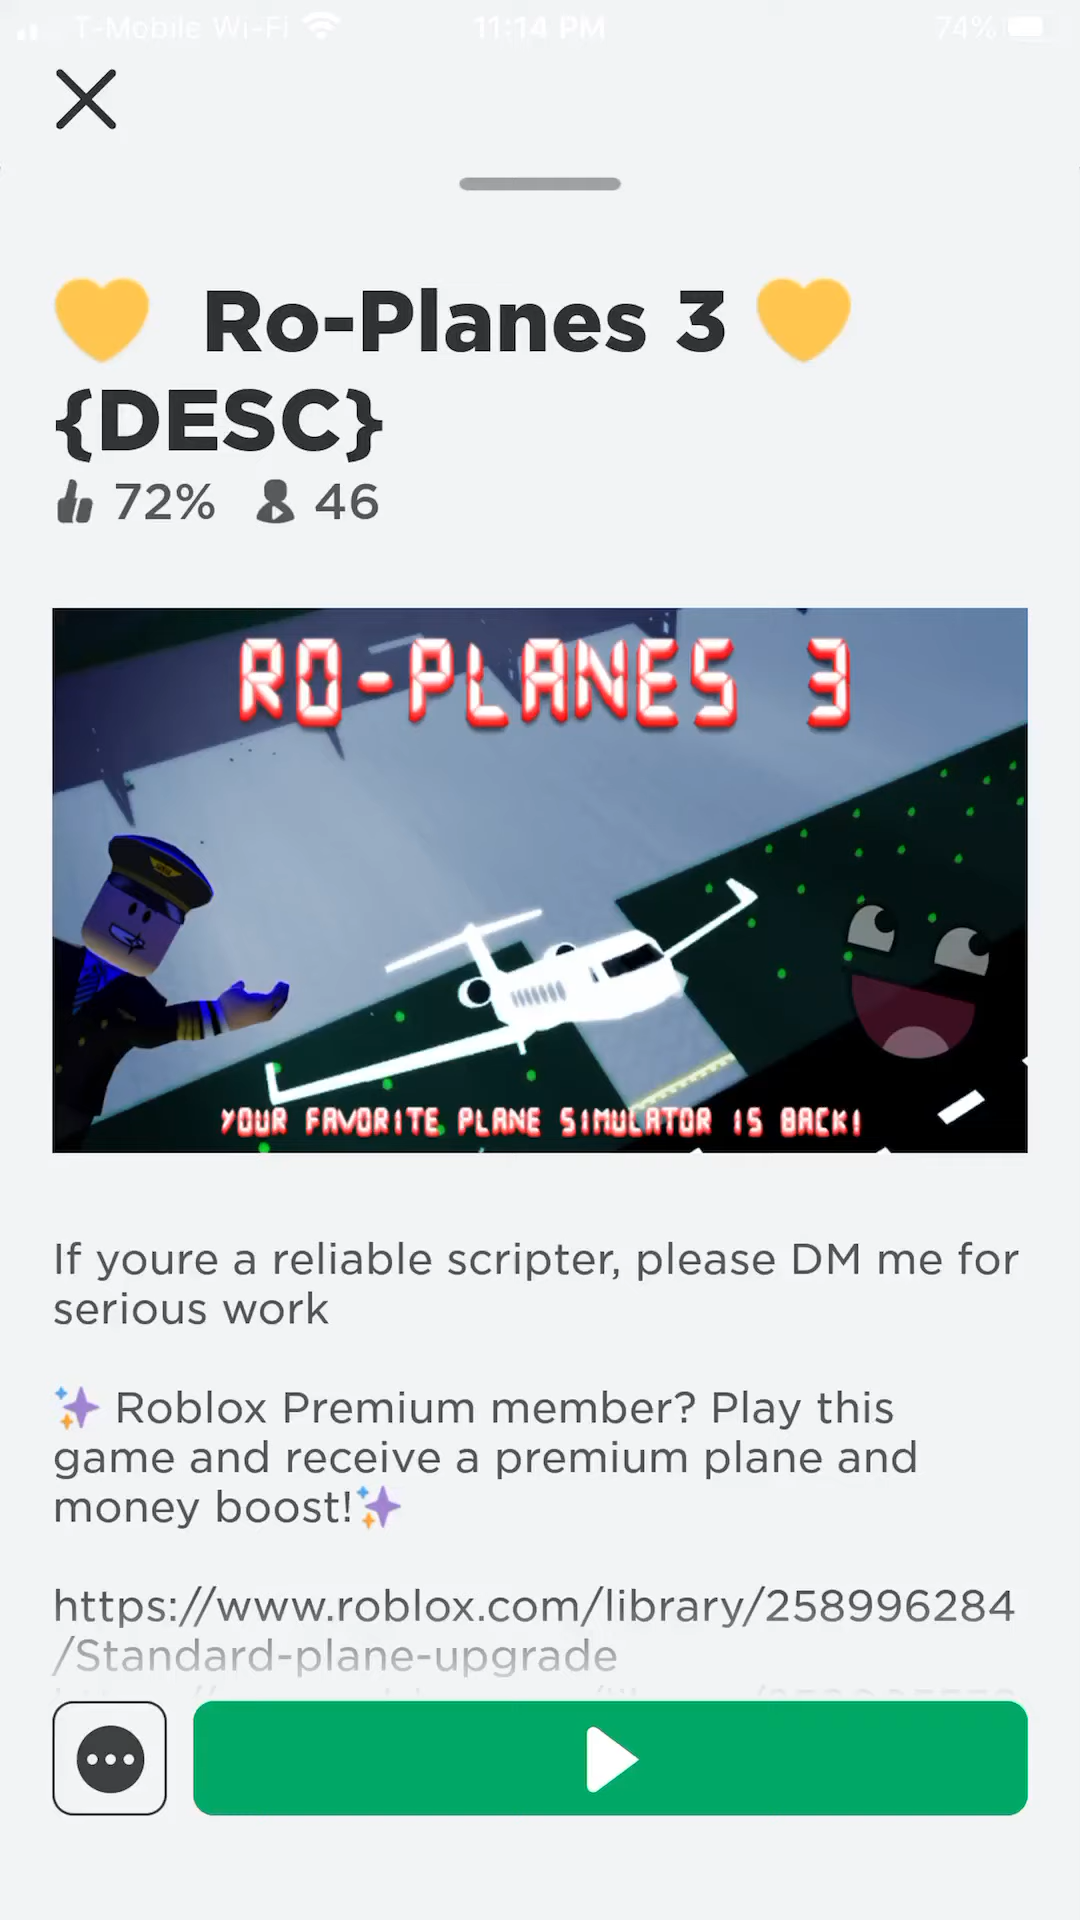 T-Mobile Wi-Fi 11:14 PM 74%
💛 Ro-Planes 3 💛
{DESC}
72% 46
RO-PLANES 3
YOUR FAVORITE PLANE SIMULATOR IS BACK!
If youre a reliable scripter, please DM me for
serious work
✨ Roblox Premium member? Play this
game and receive a premium plane and
money boost!✨
https://www.roblox.com/library/258996284
/Standard-plane-upgrade